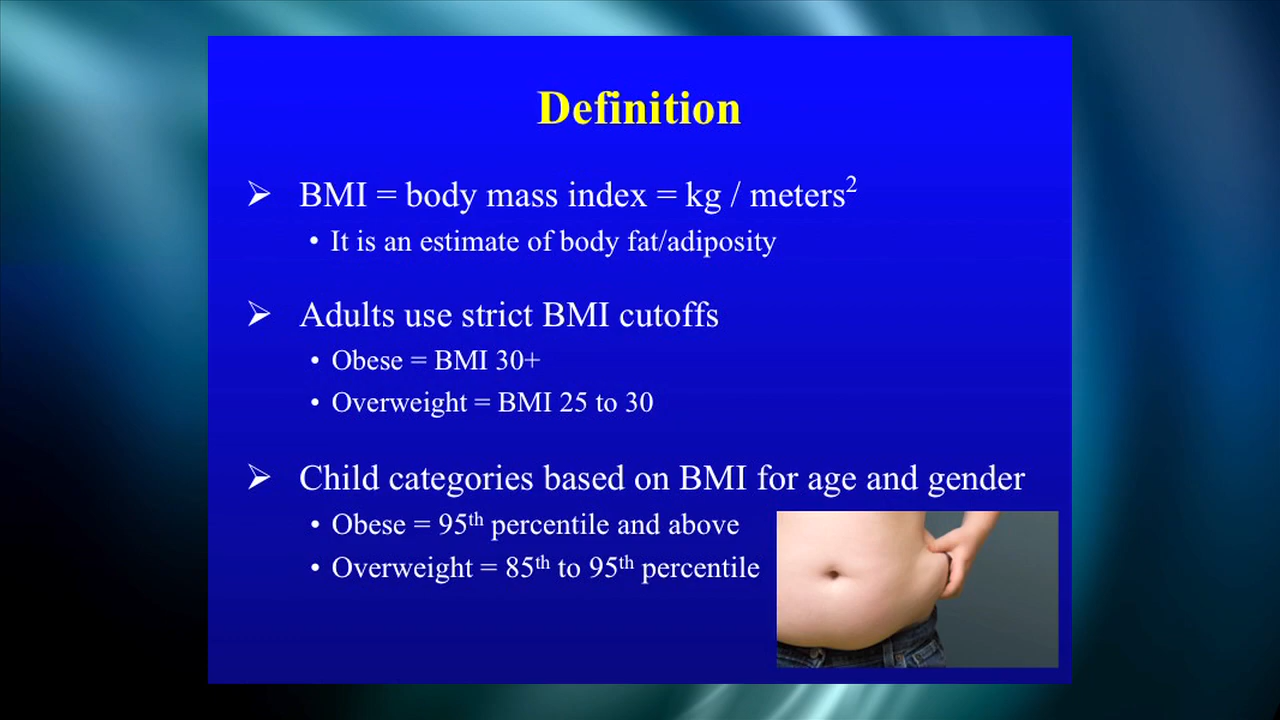 Definition
➢ BMI = body mass index = kg / meters²
• It is an estimate of body fat/adiposity
➢ Adults use strict BMI cutoffs
• Obese = BMI 30+
• Overweight = BMI 25 to 30
➢ Child categories based on BMI for age and gender
• Obese = 95th percentile and above
• Overweight = 85th to 95th percentile